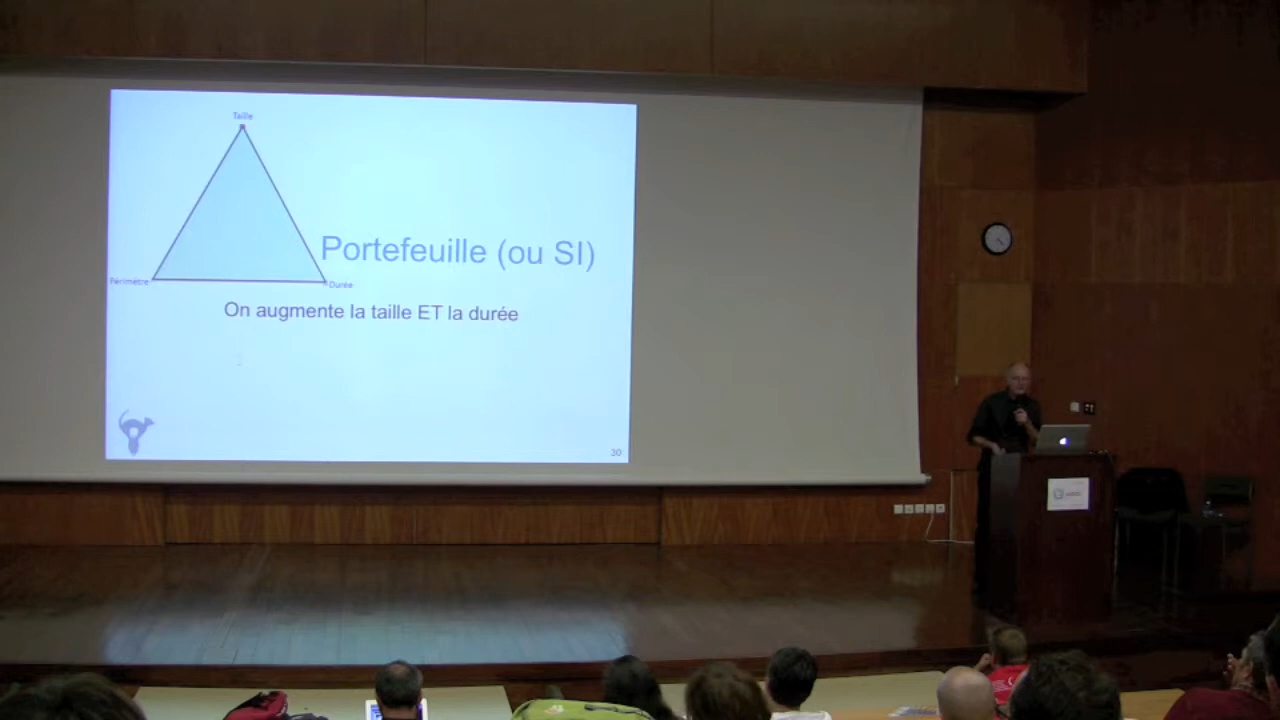 Taille
Portefeuille (ou SI)
Périmètre
Durée
On augmente la taille ET la durée
30